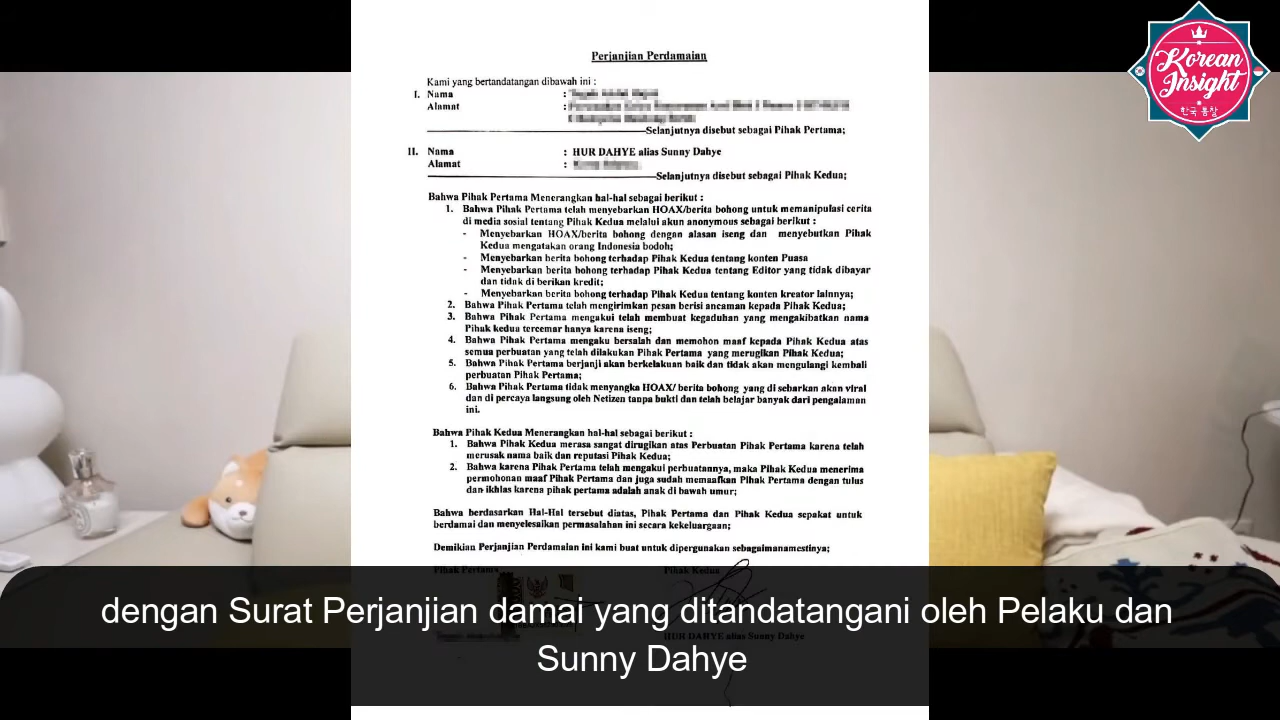 Korean
Insight
한국 통찰
Perjanjian Perdamaian
Kami yang bertandatangan dibawah ini :
I. Nama :
Alamat :
Selanjutnya disebut sebagai Pihak Pertama;
II. Nama : HUR DAHYE alias Sunny Dahye
Alamat :
Selanjutnya disebut sebagai Pihak Kedua;
Bahwa Pihak Pertama Menerangkan hal-hal sebagai berikut :
1. Bahwa Pihak Pertama telah menyebarkan HOAX/berita bohong untuk memanipulasi cerita
di media sosial tentang Pihak Kedua melalui akun anonymous sebagai berikut :
- Menyebarkan HOAX/berita bohong dengan alasan iseng dan menyebutkan Pihak
Kedua mengatakan orang Indonesia bodoh;
- Menyebarkan berita bohong terhadap Pihak Kedua tentang konten Puasa
- Menyebarkan berita bohong terhadap Pihak Kedua tentang Editor yang tidak dibayar
dan tidak di berikan kredit;
- Menyebarkan berita bohong terhadap Pihak Kedua tentang konten kreator lainnya;
2. Bahwa Pihak Pertama telah mengirimkan pesan berisi ancaman kepada Pihak Kedua;
3. Bahwa Pihak Pertama mengakui telah membuat kegaduhan yang mengakibatkan nama
Pihak kedua tercemar hanya karena iseng;
4. Bahwa Pihak Pertama mengaku bersalah dan memohon maaf kepada Pihak Kedua atas
semua perbuatan yang telah dilakukan Pihak Pertama yang merugikan Pihak Kedua;
5. Bahwa Pihak Pertama berjanji akan berkelakuan baik dan tidak akan mengulangi kembali
perbuatan Pihak Pertama;
6. Bahwa Pihak Pertama tidak menyangka HOAX/ berita bohong yang di sebarkan akan viral
dan di percaya langsung oleh Netizen tanpa bukti dan telah belajar banyak dari pengalaman
ini.
Bahwa Pihak Kedua Menerangkan hal-hal sebagai berikut :
1. Bahwa Pihak Kedua merasa sangat dirugikan atas Perbuatan Pihak Pertama karena telah
merusak nama baik dan reputasi Pihak Kedua;
2. Bahwa karena Pihak Pertama telah mengakui perbuatannya, maka Pihak Kedua menerima
permohonan maaf Pihak Pertama dan juga sudah memaafkan Pihak Pertama dengan tulus
dan ikhlas karena pihak pertama adalah anak di bawah umur;
Bahwa berdasarkan Hal-Hal tersebut diatas, Pihak Pertama dan Pihak Kedua sepakat untuk
berdamai dan menyelesaikan permasalahan ini secara kekeluargaan;
Demikian Perjanjian Perdamaian ini kami buat untuk dipergunakan sebagaimanamestinya;
Pihak Pertama Pihak Kedua
HUR DAHYE alias Sunny Dahye
dengan Surat Perjanjian damai yang ditandatangani oleh Pelaku dan
Sunny Dahye